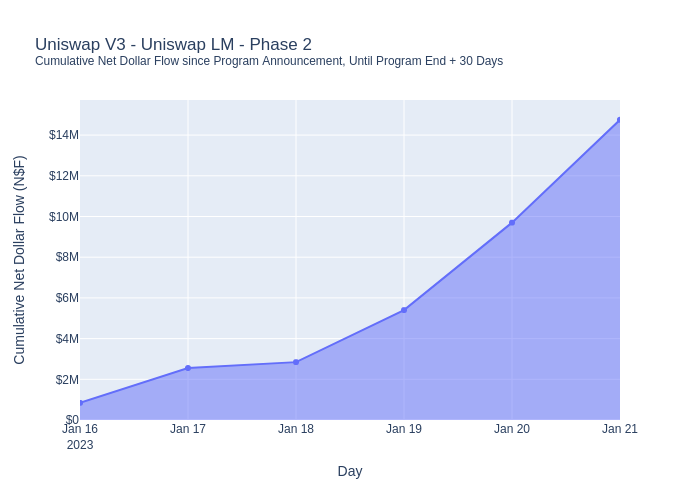 Uniswap V3 - Uniswap LM - Phase 2
Cumulative Net Dollar Flow since Program Announcement, Until Program End + 30 Days
Cumulative Net Dollar Flow (N$F)
$14M
$12M
$10M
$8M
$6M
$4M
$2M
$0
Jan 16
2023
Jan 17
Jan 18
Jan 19
Jan 20
Jan 21
Day